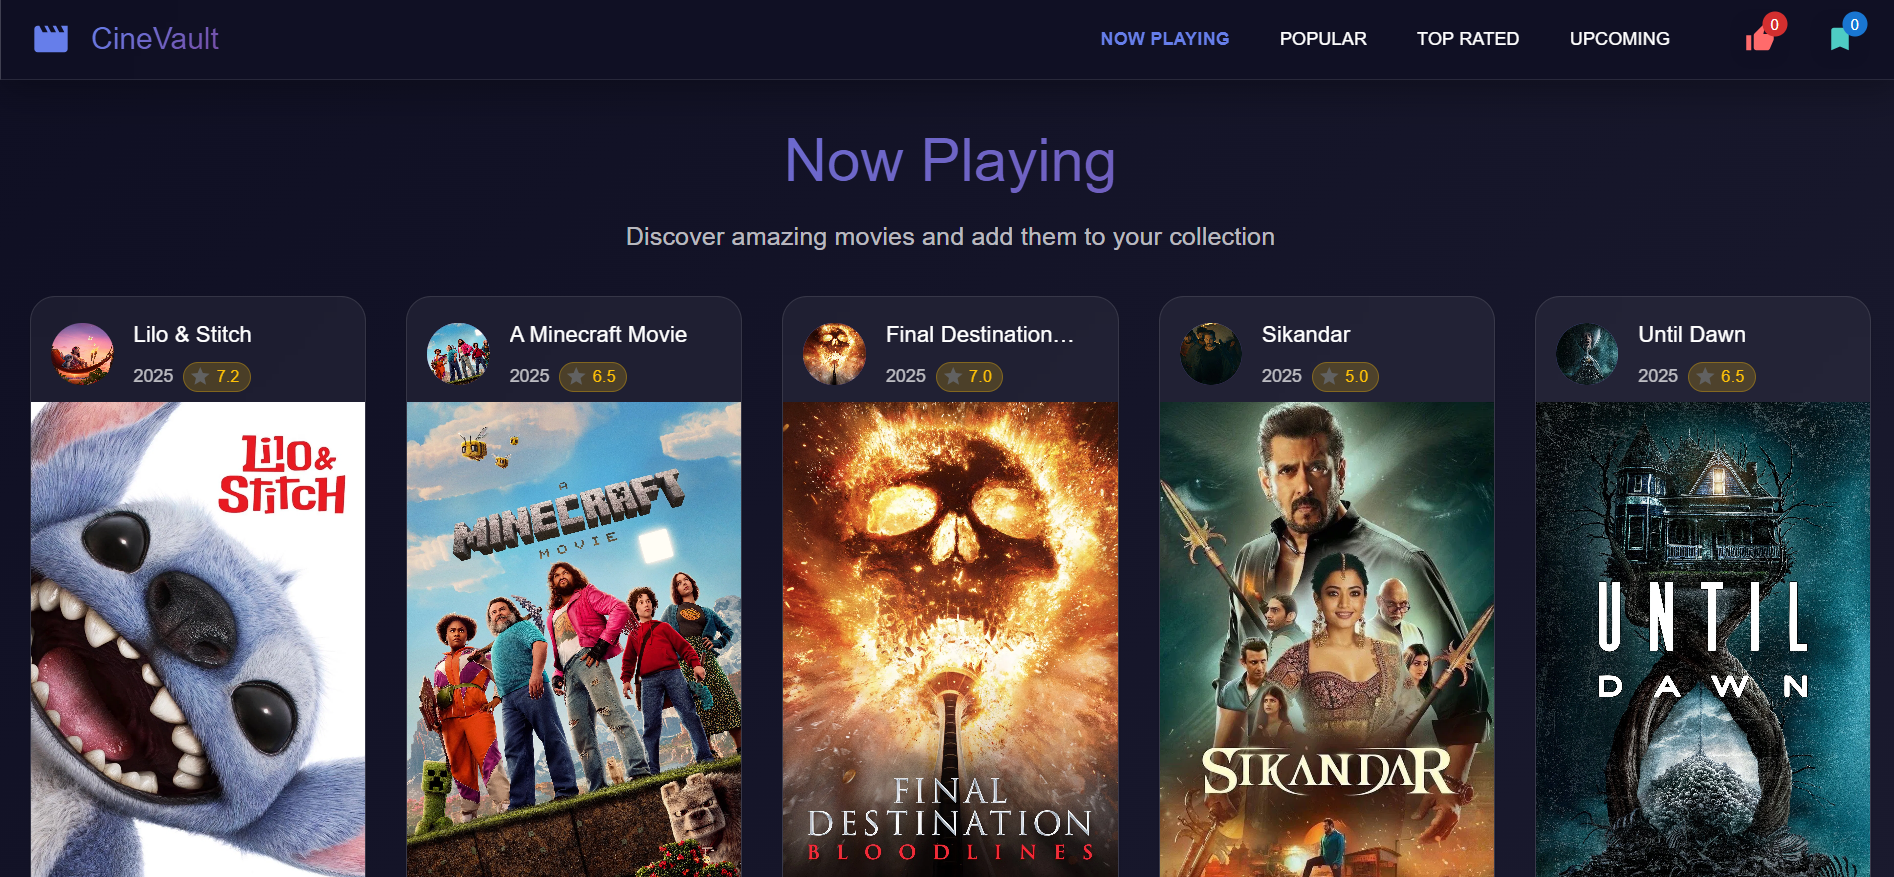 CineVault
NOW PLAYING
POPULAR
TOP RATED
UPCOMING
0
0
Now Playing
Discover amazing movies and add them to your collection
Lilo & Stitch
2025
7.2
LiLO &
StitcH
A Minecraft Movie
2025
6.5
A
MINECRAFT
MOVIE
Final Destination…
2025
7.0
FINAL
DESTINATION
BLOODLINES
Sikandar
2025
5.0
SIKANDAR
Until Dawn
2025
6.5
UNTIL
DAWN